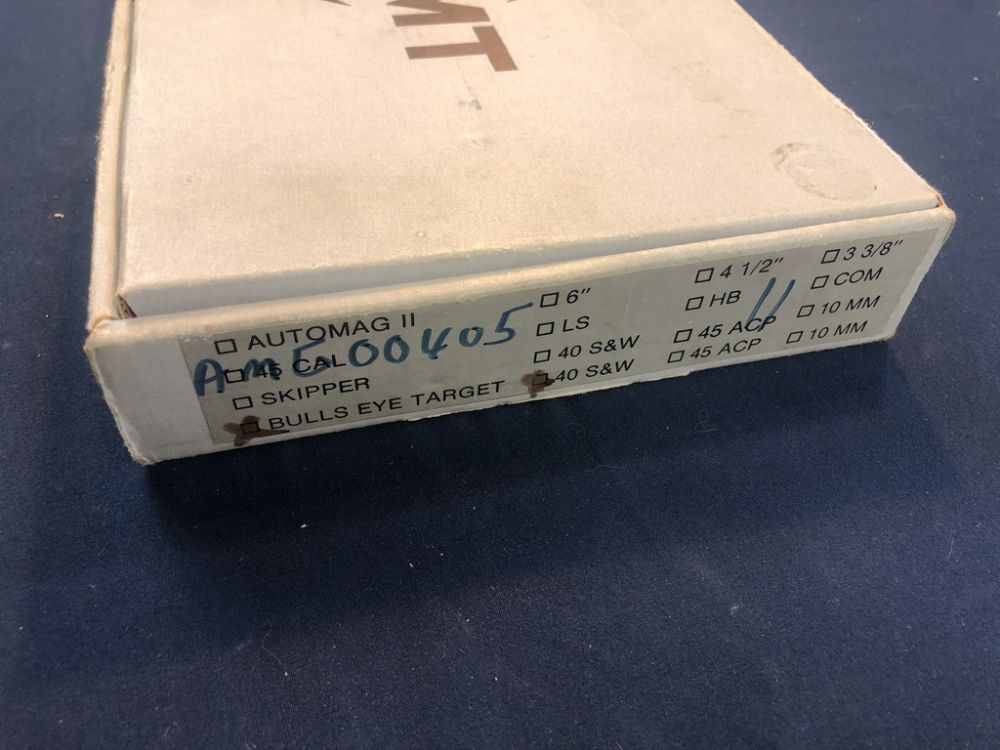 MT
☐ AUTOMAG II ☐ 6″ ☐ 4 1/2″ ☐ 3 3/8″
☐ 45 CAL ☐ LS ☐ HB ☐ COM
AMG00405 11
☐ SKIPPER ☐ 40 S&W ☐ 45 ACP ☐ 10 MM
☐ BULLS EYE TARGET ☐ 40 S&W ☐ 45 ACP ☐ 10 MM